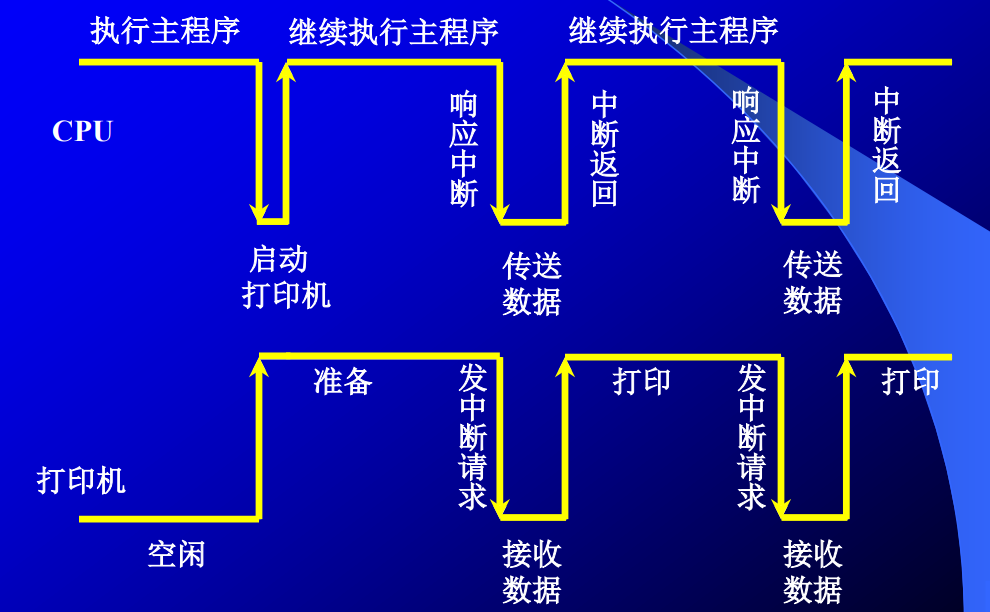 执行主程序
继续执行主程序
继续执行主程序
CPU
响应中断
中断返回
响应中断
中断返回
启动
打印机
传送
数据
传送
数据
准备
发中断请求
打印
发中断请求
打印
打印机
空闲
接收
数据
接收
数据